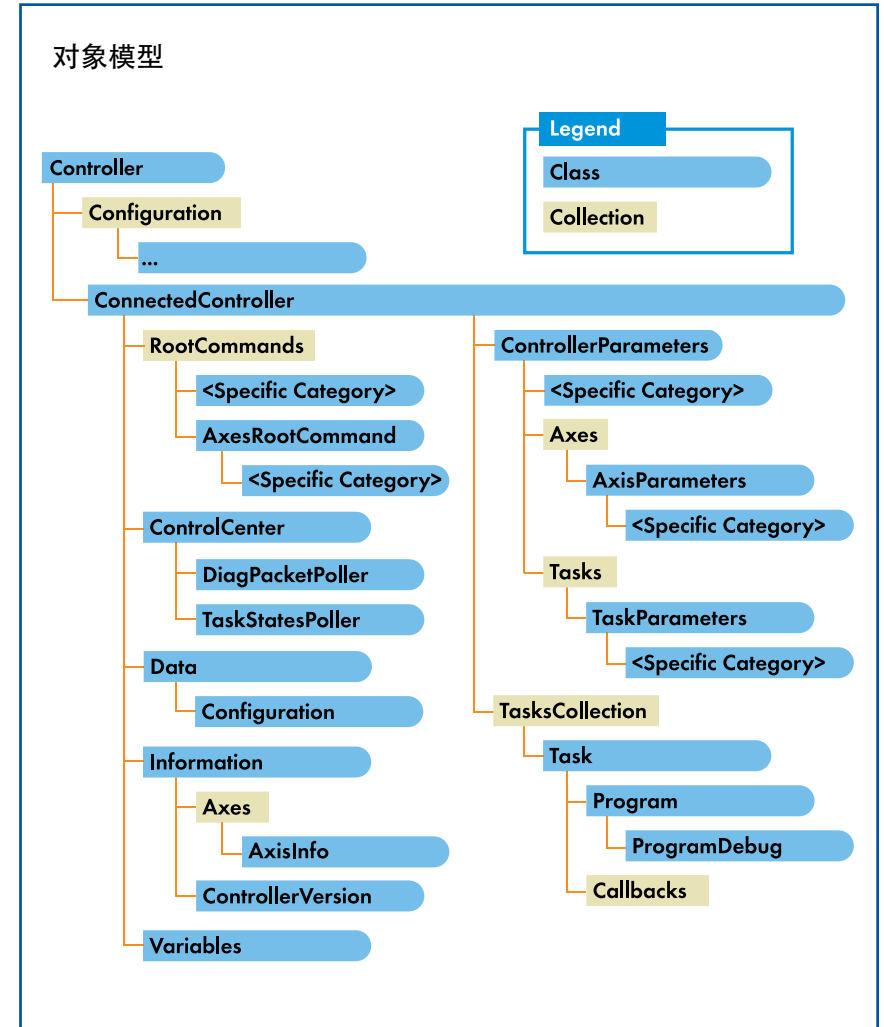 对象模型
Legend
Class
Collection
Controller
Configuration
...
ConnectedController
RootCommands
<Specific Category>
AxesRootCommand
<Specific Category>
ControlCenter
DiagPacketPoller
TaskStatesPoller
Data
Configuration
Information
Axes
AxisInfo
ControllerVersion
Variables
ControllerParameters
<Specific Category>
Axes
AxisParameters
<Specific Category>
Tasks
TaskParameters
<Specific Category>
TasksCollection
Task
Program
ProgramDebug
Callbacks